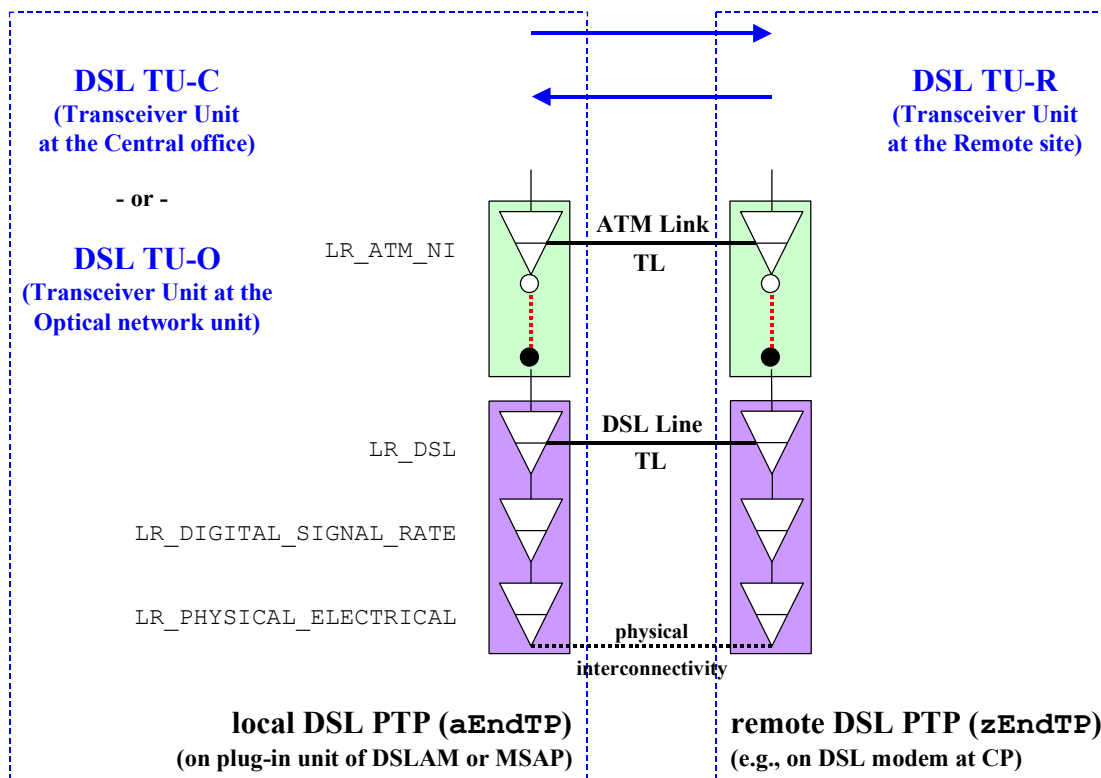 DSL TU-C
(Transceiver Unit
at the Central office)
- or -
DSL TU-O
(Transceiver Unit at the
Optical network unit)
DSL TU-R
(Transceiver Unit
at the Remote site)
LR_ATM_NI
ATM Link
TL
LR_DSL
DSL Line
TL
LR_DIGITAL_SIGNAL_RATE
LR_PHYSICAL_ELECTRICAL
physical
interconnectivity
local DSL PTP (aEndTP)
(on plug-in unit of DSLAM or MSAP)
remote DSL PTP (zEndTP)
(e.g., on DSL modem at CP)